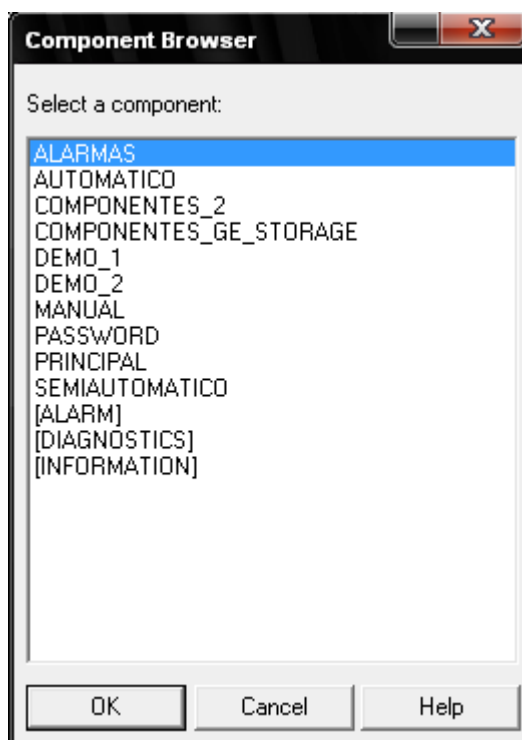 Component Browser
Select a component:
ALARMAS
AUTOMATICO
COMPONENTES_2
COMPONENTES_GE_STORAGE
DEMO_1
DEMO_2
MANUAL
PASSWORD
PRINCIPAL
SEMIAUTOMATICO
[ALARM]
[DIAGNOSTICS]
[INFORMATION]
OK Cancel Help